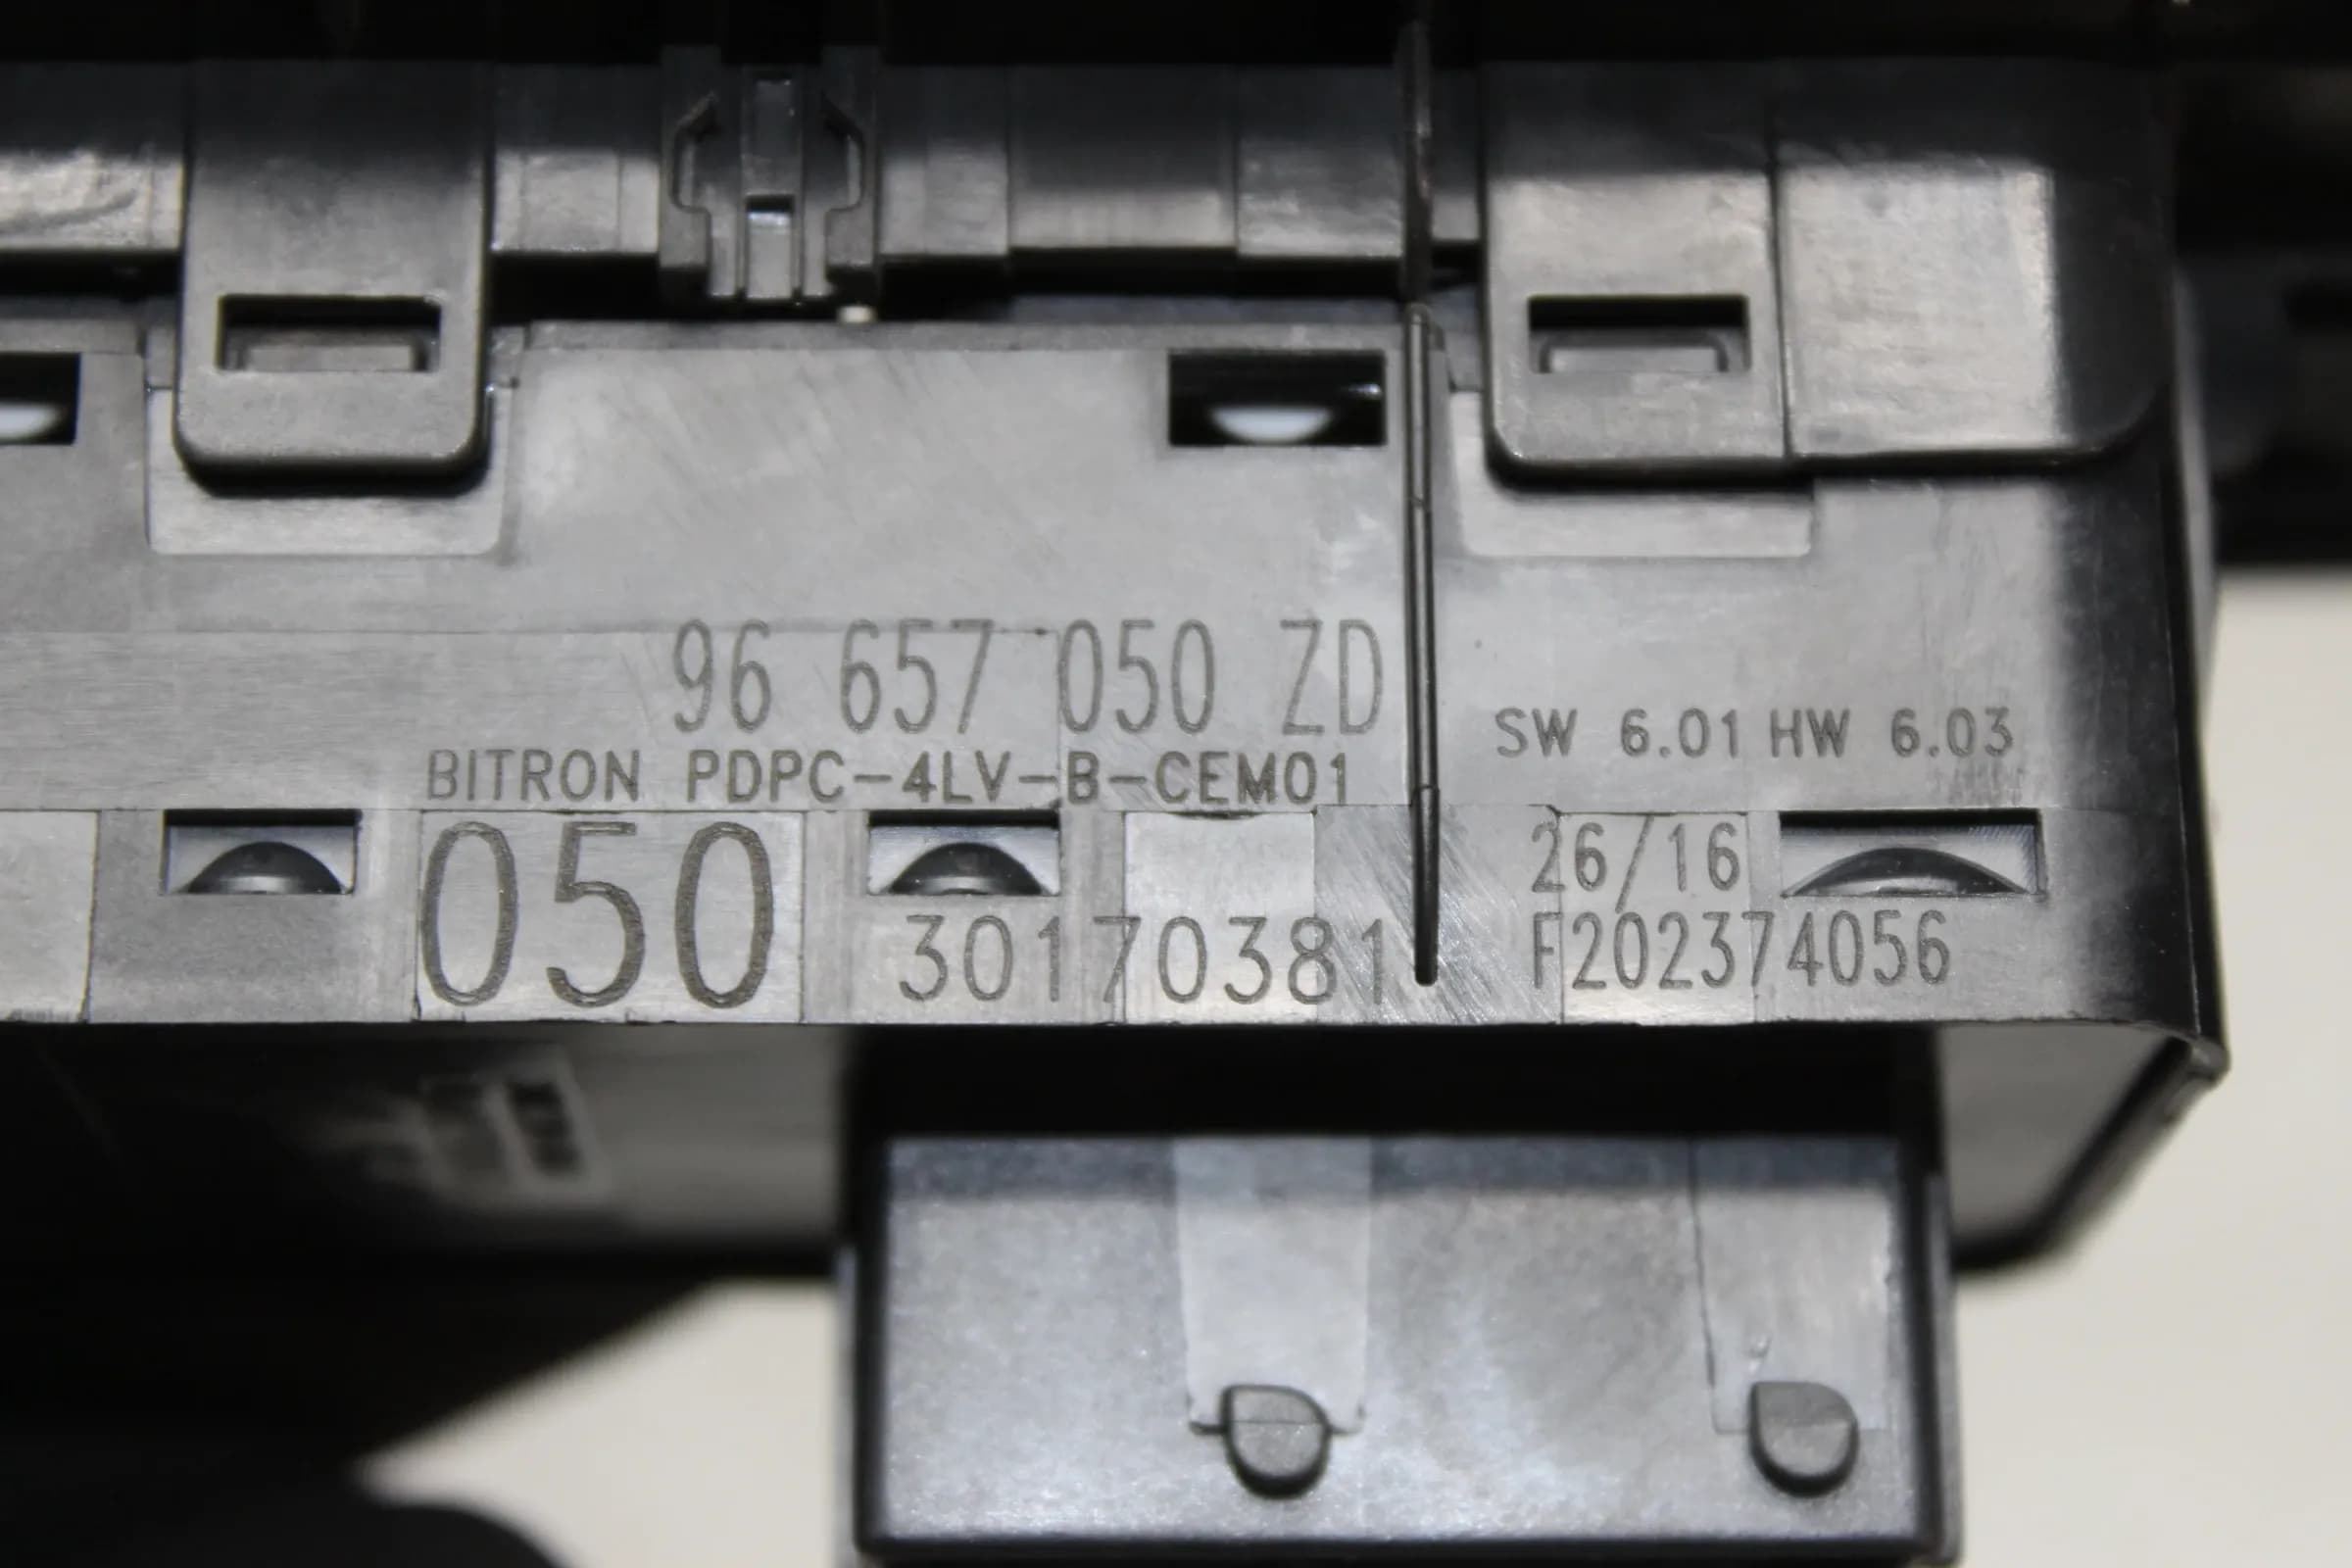 96 657 050 ZD
BITRON PDPC-4LV-B-CEM01
SW 6.01 HW 6.03
050
30170381
26/16
F202374056